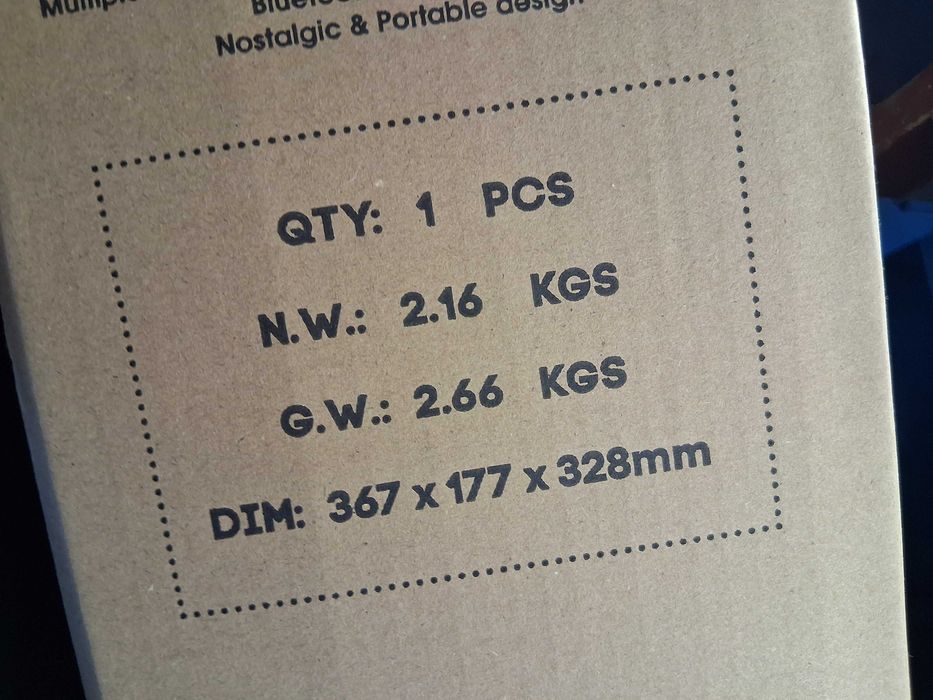 Nostalgic & Portable design
QTY: 1 PCS
N.W.: 2.16 KGS
G.W.: 2.66 KGS
DIM: 367 x 177 x 328mm